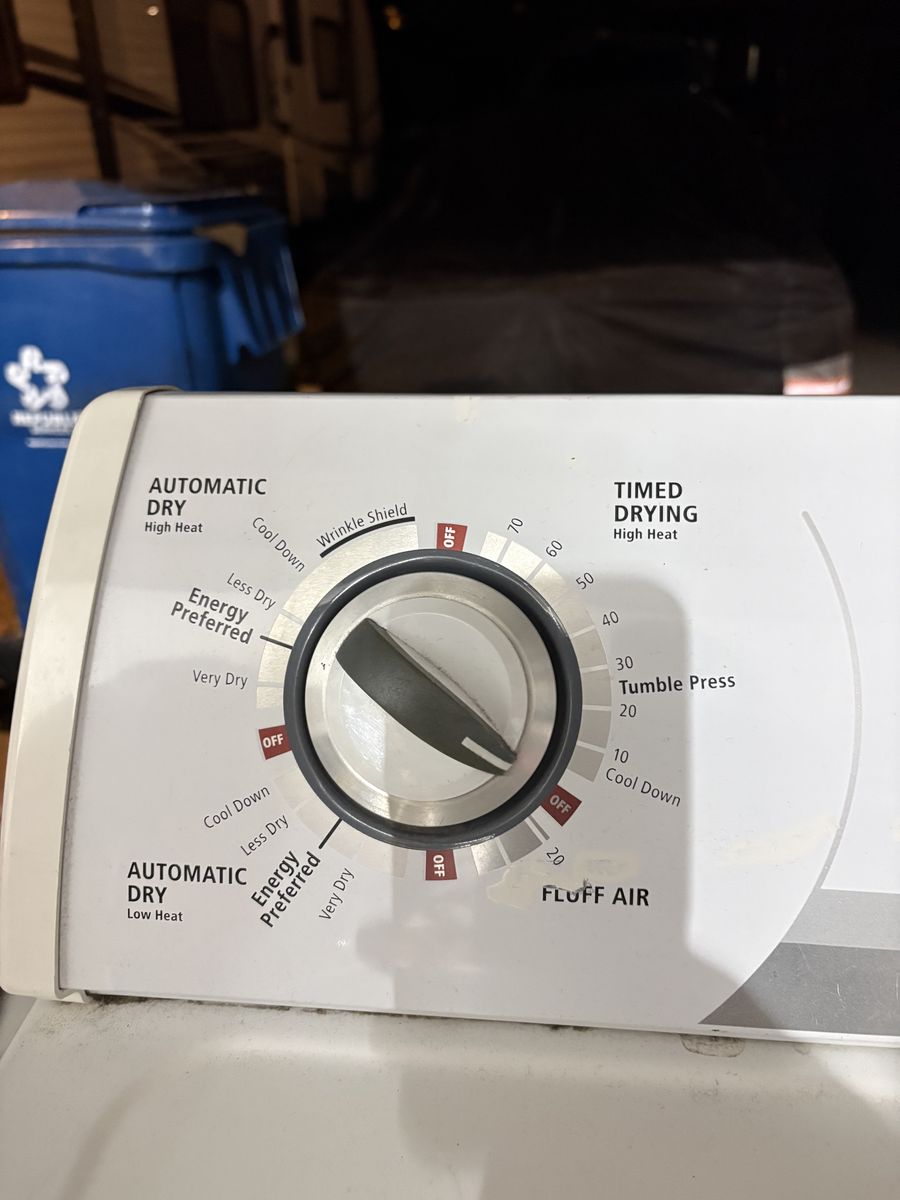 AUTOMATIC
DRY
High Heat
Cool Down
Wrinkle Shield
OFF
70
TIMED
DRYING
High Heat
60
50
40
30
Tumble Press
20
10
Cool Down
OFF
20
FLUFF AIR
OFF
Very Dry
Energy
Preferred
Less Dry
Cool Down
AUTOMATIC
DRY
Low Heat
OFF
Very Dry
Energy
Preferred
Less Dry